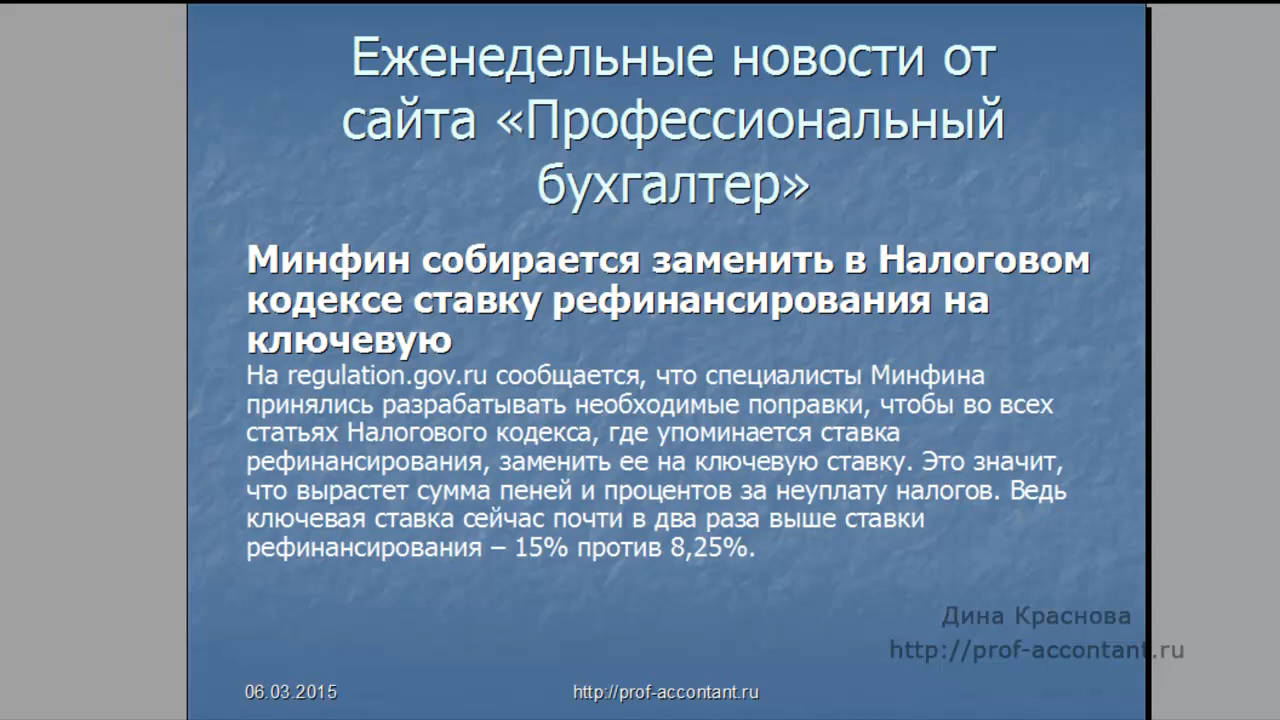 Еженедельные новости от
сайта «Профессиональный
бухгалтер»
Минфин собирается заменить в Налоговом
кодексе ставку рефинансирования на
ключевую
На regulation.gov.ru сообщается, что специалисты Минфина
принялись разрабатывать необходимые поправки, чтобы во всех
статьях Налогового кодекса, где упоминается ставка
рефинансирования, заменить ее на ключевую ставку. Это значит,
что вырастет сумма пеней и процентов за неуплату налогов. Ведь
ключевая ставка сейчас почти в два раза выше ставки
рефинансирования – 15% против 8,25%.
Дина Краснова
http://prof-accontant.ru
06.03.2015
http://prof-accontant.ru